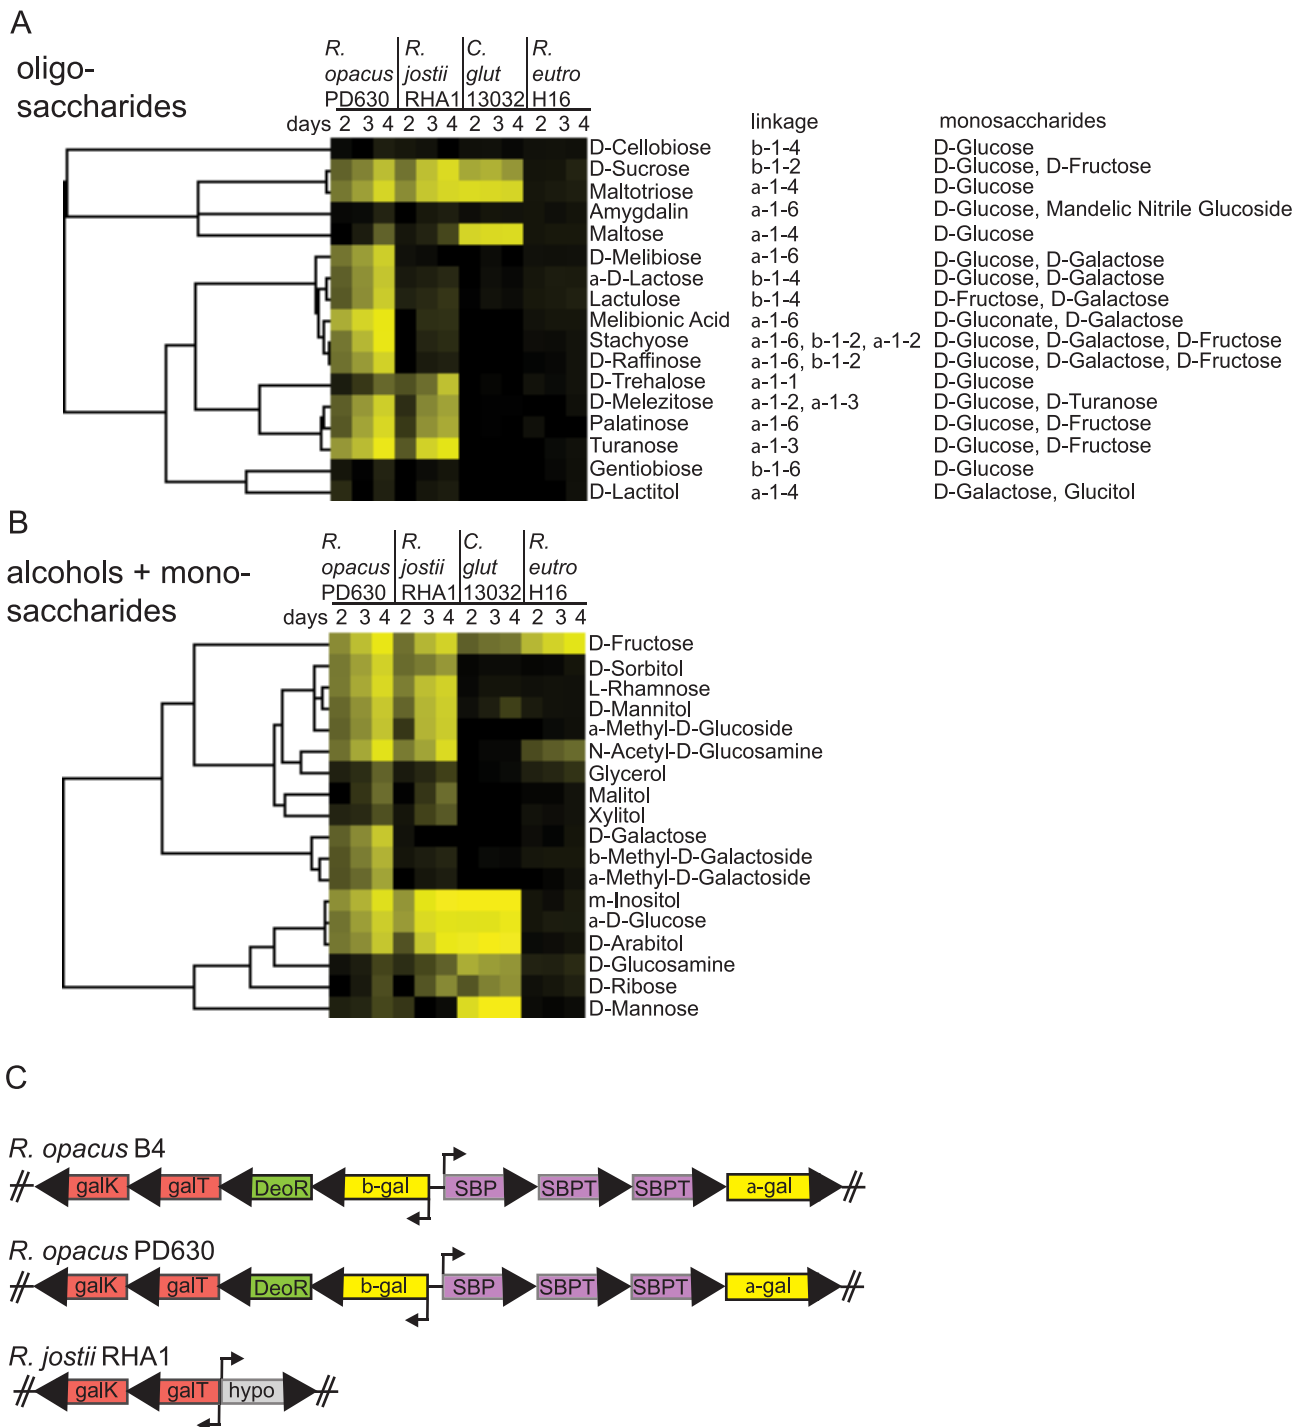 A
oligo-
saccharides
R. R. C. R.
opacus jostii glut eutro
PD630 RHA1 13032 H16
days 2 3 4 2 3 4 2 3 4 2 3 4 linkage monosaccharids
D-Cellobiose b-1-4 D-Glucose
D-Sucrose b-1-2 D-Glucose, D-Fructose
Maltotriose a-1-4 D-Glucose
Amygdalin a-1-6 D-Glucose, Mandelic Nitrile Glucoside
Maltose a-1-4 D-Glucose
D-Melibiose a-1-6 D-Glucose, D-Galactose
a-D-Lactose b-1-4 D-Glucose, D-Galactose
Lactulose b-1-4 D-Fructose, D-Galactose
Melibionic Acid a-1-6 D-Gluconate, D-Galactose
Stachyose a-1-6, b-1-2, a-1-2 D-Glucose, D-Galactose, D-Fructose
D-Raffinose a-1-6, b-1-2 D-Glucose, D-Galactose, D-Fructose
D-Trehalose a-1-1 D-Glucose
D-Melezitose a-1-2, a-1-3 D-Glucose, D-Turanose
Palatinose a-1-6 D-Glucose, D-Fructose
Turanose a-1-3 D-Glucose, D-Fructose
Gentiobiose b-1-6 D-Glucose
D-Lactitol a-1-4 D-Galactose, Glucitol
B
alcohols + mono-
saccharides
R. R. C. R.
opacus jostii glut eutro
PD630 RHA1 13032 H16
days 2 3 4 2 3 4 2 3 4 2 3 4
D-Fructose
D-Sorbitol
L-Rhamnose
D-Mannitol
a-Methyl-D-Glucoside
N-Acetyl-D-Glucosamine
Glycerol
Malitol
Xylitol
D-Galactose
b-Methyl-D-Galactoside
a-Methyl-D-Galactoside
m-Inositol
a-D-Glucose
D-Arabitol
D-Glucosamine
D-Ribose
D-Mannose
C
R. opacus B4
galK galT DeoR b-gal SBP SBPT SBPT a-gal
R. opacus PD630
galK galT DeoR b-gal SBP SBPT SBPT a-gal
R. jostii RHA1
galK galT hypo